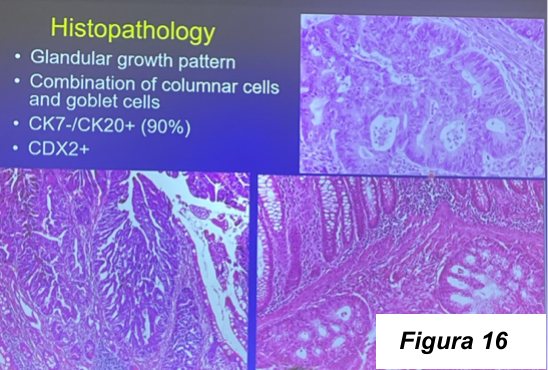 Histopathology
• Glandular growth pattern
• Combination of columnar cells
and goblet cells
• CK7-/CK20+ (90%)
• CDX2+
Figura 16